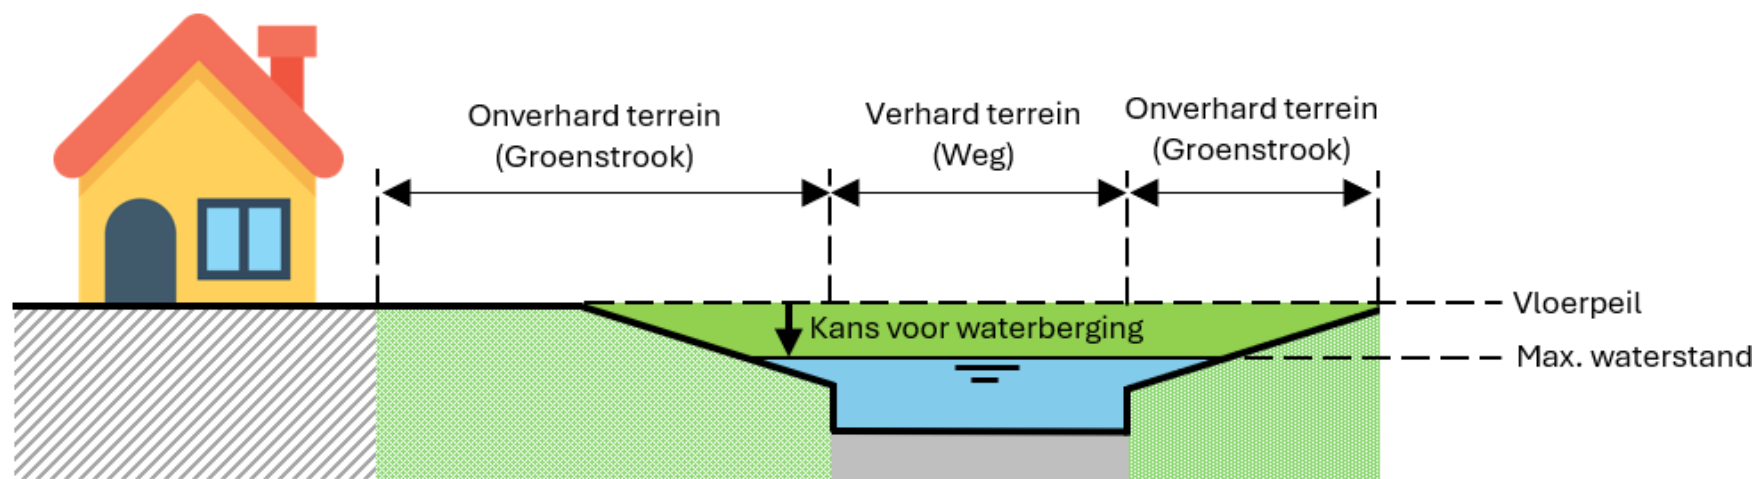 Onverhard terrein
(Groenstrook)
Verhard terrein
(Weg)
Onverhard terrein
(Groenstrook)
Vloerpeil
Kans voor waterberging
Max. waterstand